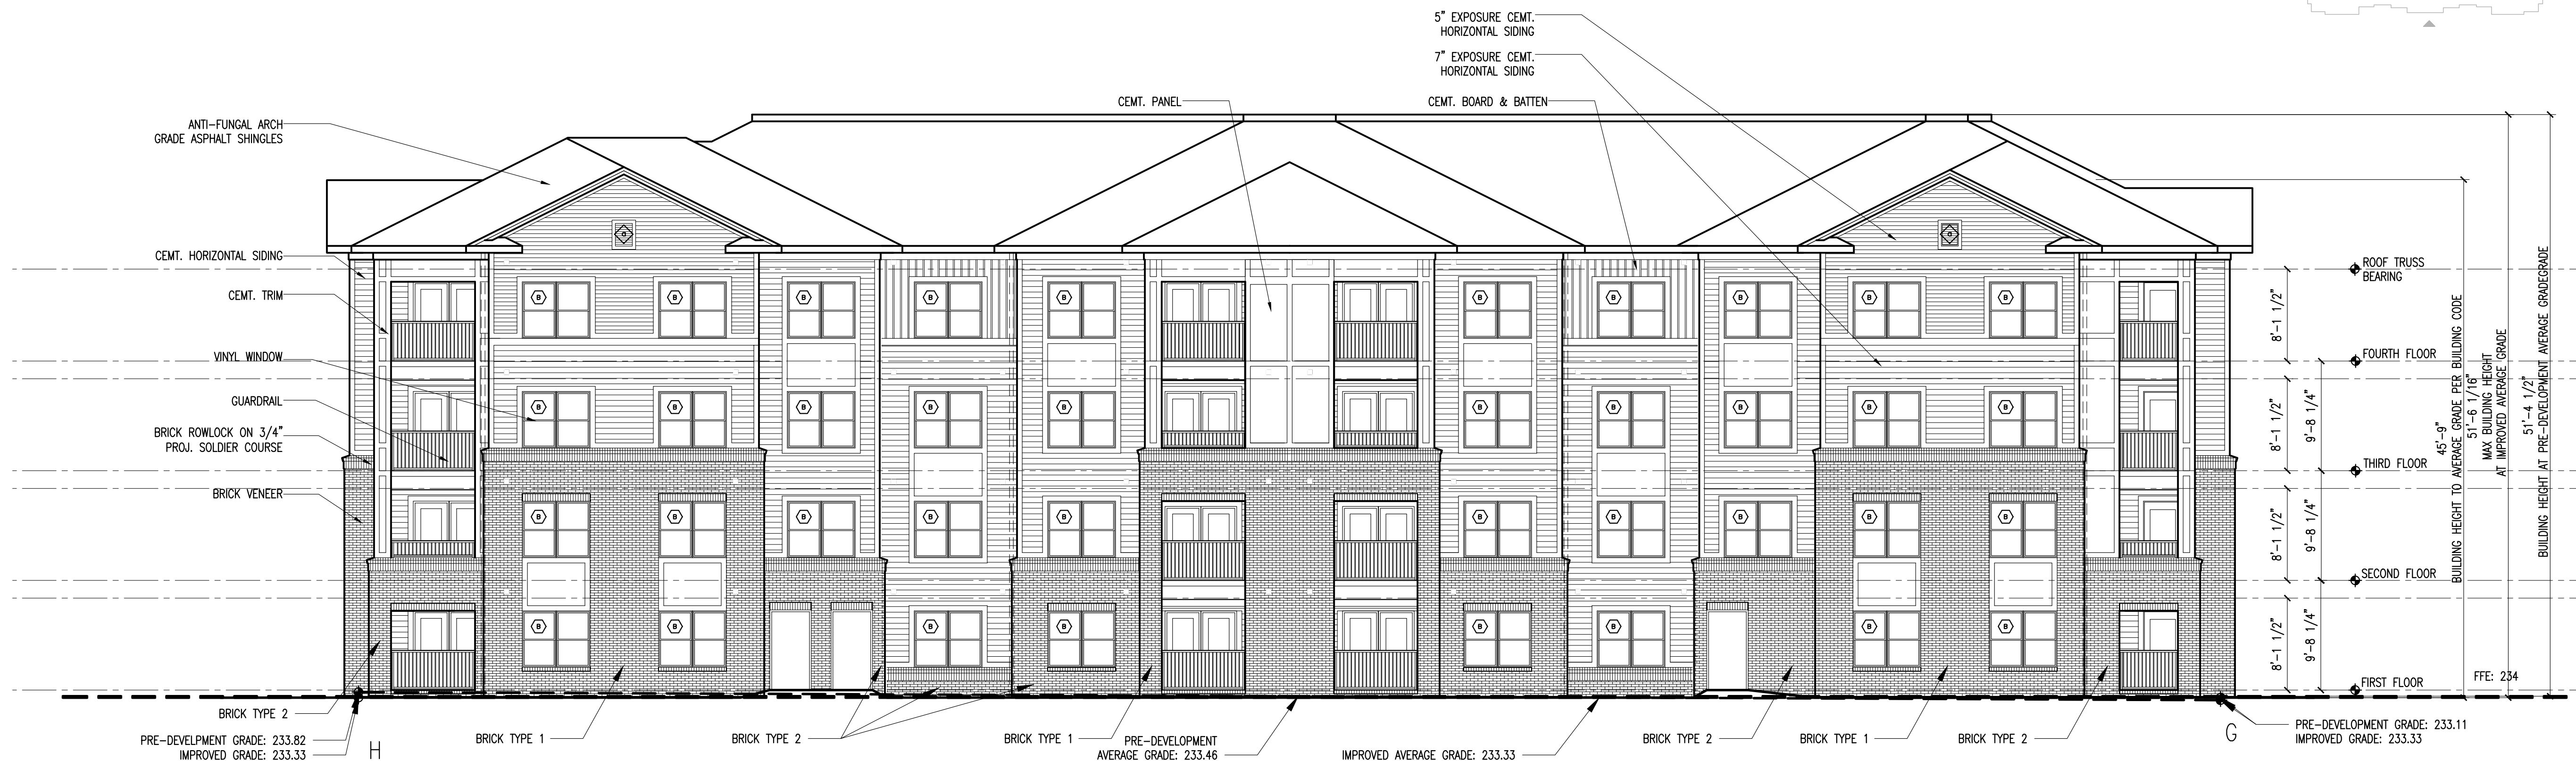 5" EXPOSURE CEMT.
HORIZONTAL SIDING
7" EXPOSURE CEMT.
HORIZONTAL SIDING
CEMT. PANEL
CEMT. BOARD & BATTEN
ANTI-FUNGAL ARCH
GRADE ASPHALT SHINGLES
CEMT. HORIZONTAL SIDING
CEMT. TRIM
VINYL WINDOW
GUARDRAIL
BRICK ROWLOCK ON 3/4"
PROJ. SOLDIER COURSE
BRICK VENEER
G
G
B B B B B B B B B B
B B B B B B B B B B
B B B B B B B B B B
B B B B B B B B
ROOF TRUSS
BEARING
8'-1 1/2"
FOURTH FLOOR
8'-1 1/2"
9'-8 1/4"
THIRD FLOOR
8'-1 1/2"
9'-8 1/4"
SECOND FLOOR
8'-1 1/2"
9'-8 1/4"
FIRST FLOOR
FFE: 234
45'-9"
BUILDING HEIGHT TO AVERAGE GRADE PER BUILDING CODE
51'-6 1/16"
MAX BUILDING HEIGHT
AT IMPROVED AVERAGE GRADE
51'-4 1/2"
BUILDING HEIGHT AT PRE-DEVELOPMENT AVERAGE GRADEGRADE
BRICK TYPE 2
PRE-DEVELPMENT GRADE: 233.82
IMPROVED GRADE: 233.33
H
BRICK TYPE 1
BRICK TYPE 2
BRICK TYPE 1
PRE-DEVELOPMENT
AVERAGE GRADE: 233.46
IMPROVED AVERAGE GRADE: 233.33
BRICK TYPE 2
BRICK TYPE 1
BRICK TYPE 2
G
PRE-DEVELOPMENT GRADE: 233.11
IMPROVED GRADE: 233.33